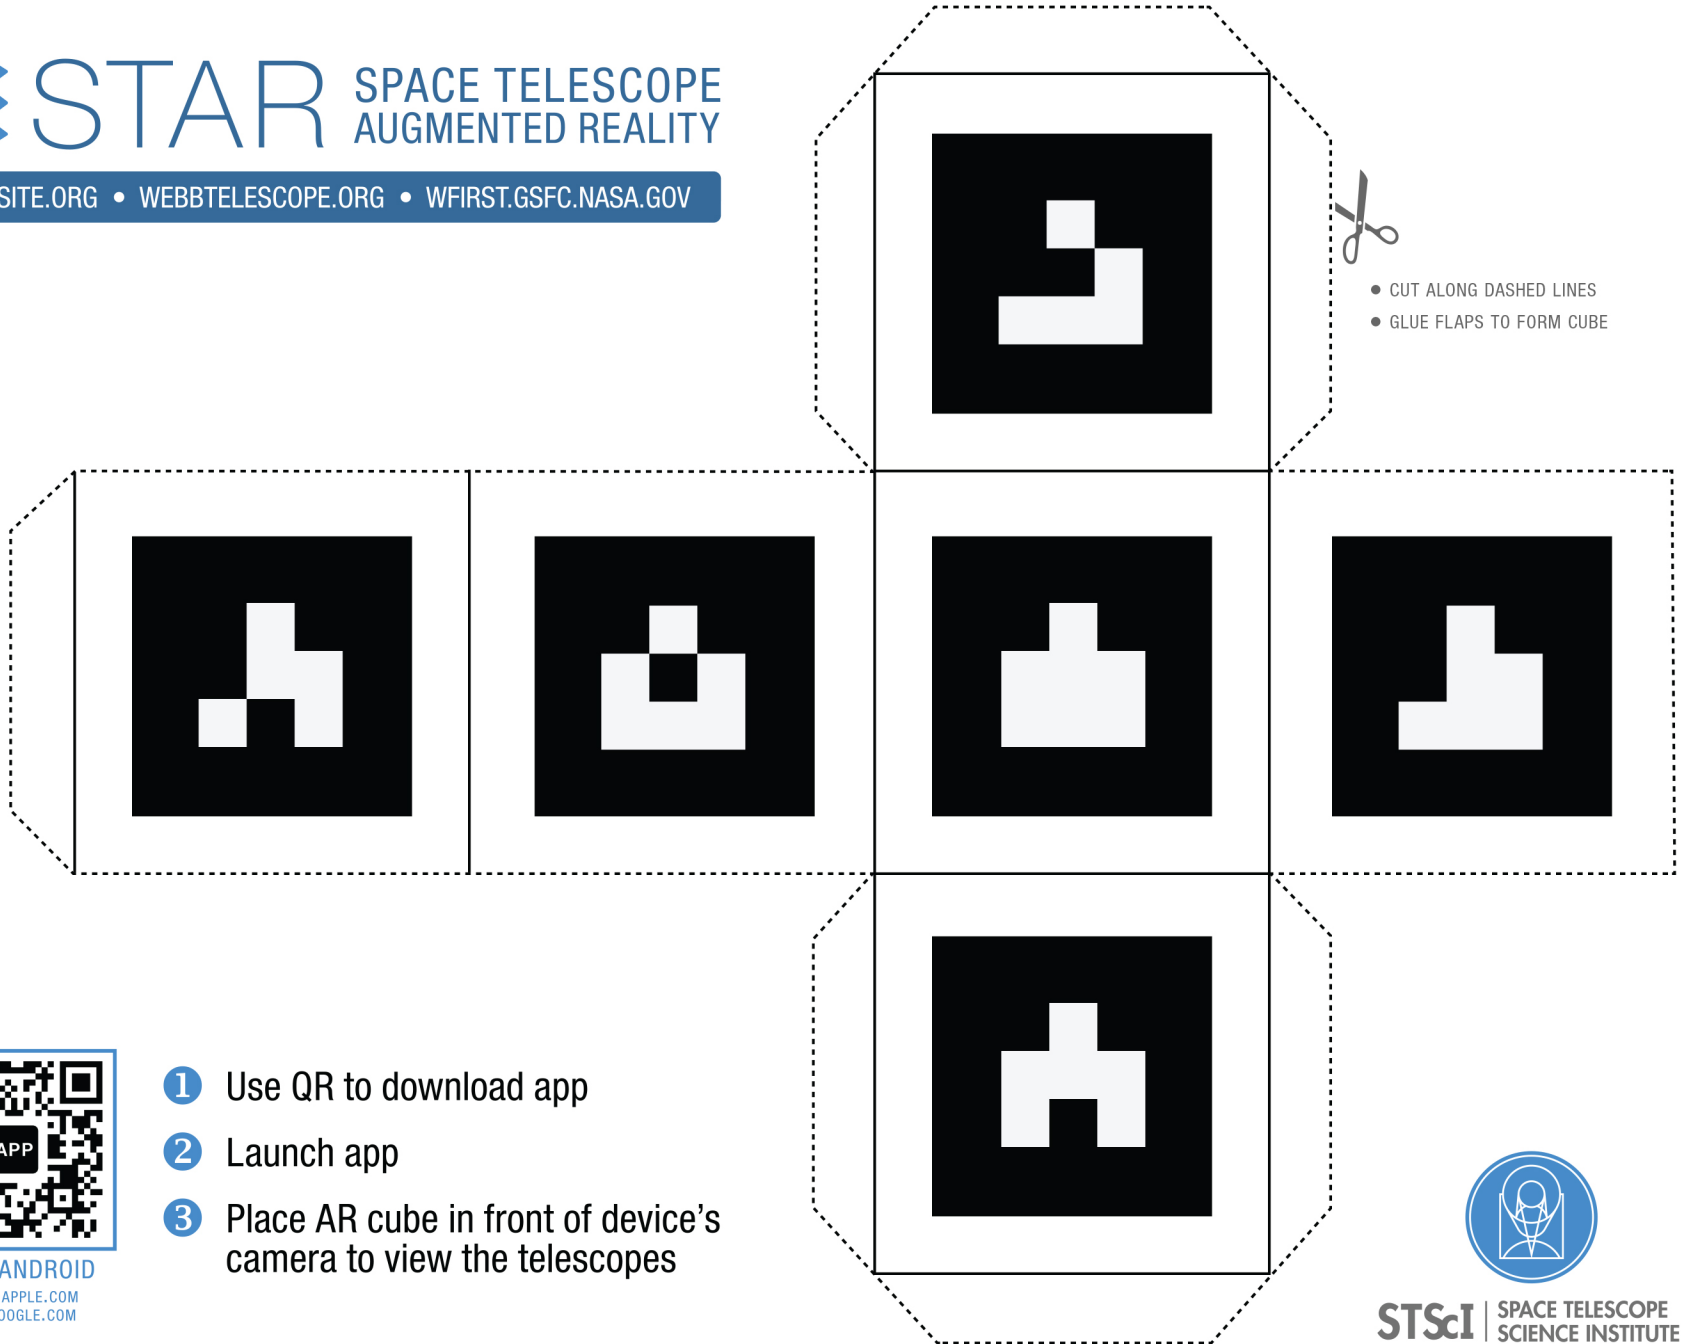 STAR
SPACE TELESCOPE
AUGMENTED REALITY
SITE.ORG • WEBBTELESCOPE.ORG • WFIRST.GSFC.NASA.GOV
• CUT ALONG DASHED LINES
• GLUE FLAPS TO FORM CUBE
APP
ANDROID
APPLE.COM
OOGLE.COM
1 Use QR to download app
2 Launch app
3 Place AR cube in front of device’s
camera to view the telescopes
STScI
SPACE TELESCOPE
SCIENCE INSTITUTE